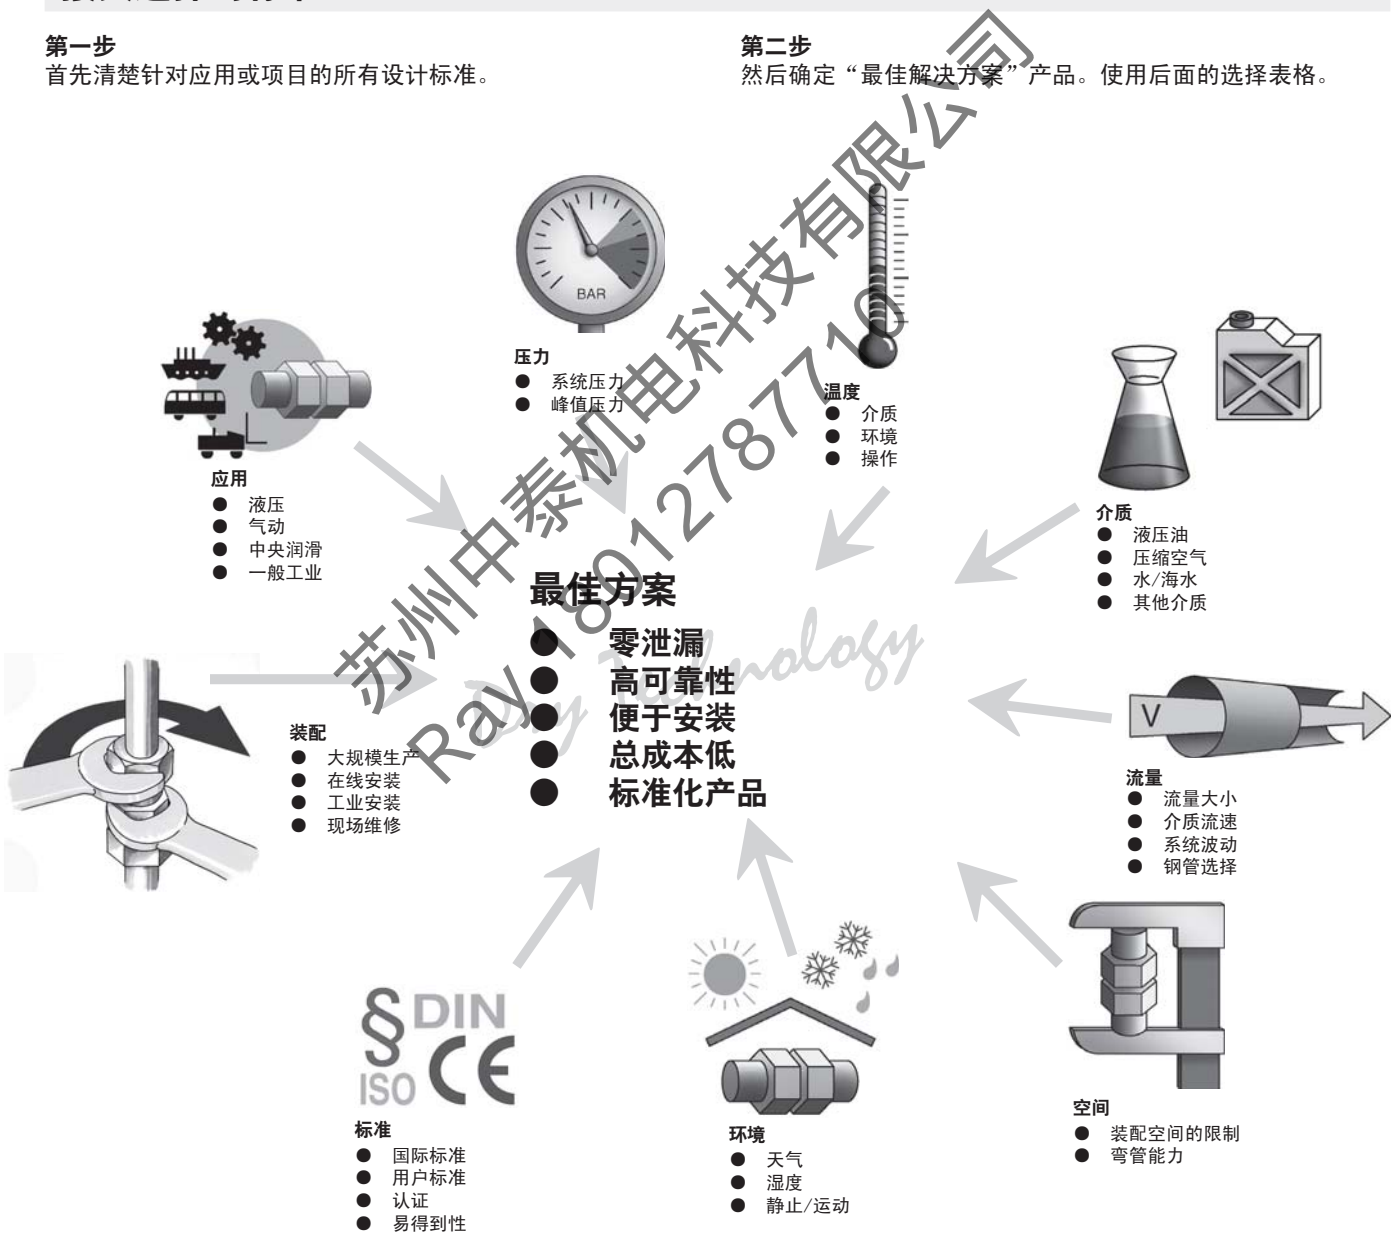 第一步
首先清楚针对应用或项目的所有设计标准。
第二步
然后确定“最佳解决方案”产品。使用后面的选择表格。
BAR
压力
● 系统压力
● 峰值压力
温度
● 介质
● 环境
● 操作
应用
● 液压
● 气动
● 中央润滑
● 一般工业
介质
● 液压油
● 压缩空气
● 水/海水
● 其他介质
最佳方案
● 零泄漏
● 高可靠性
● 便于安装
● 总成本低
● 标准化产品
Dry Technology
装配
● 大规模生产
● 在线安装
● 工业安装
● 现场维修
V
流量
● 流量大小
● 介质流速
● 系统波动
● 钢管选择
§ DIN
ISO CE
标准
● 国际标准
● 用户标准
● 认证
● 易得到性
环境
● 天气
● 湿度
● 静止/运动
空间
● 装配空间的限制
● 弯管能力
苏州中泰机电科技有限公司
Ray 18012787710